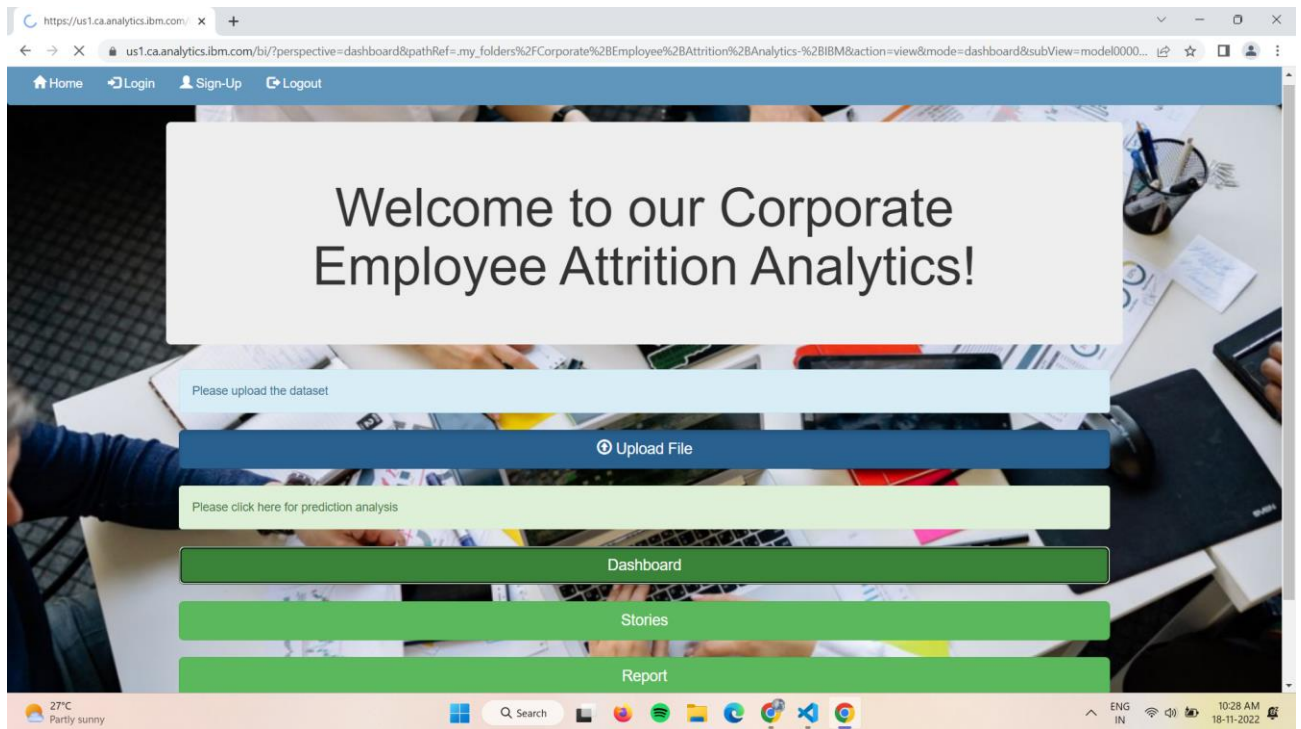 https://us1.ca.analytics.ibm.com/
us1.ca.analytics.ibm.com/bi/?perspective=dashboard&pathRef=.my_folders%2FCorporate%2BEmployee%2BAttrition%2BAnalytics-%2BIBM&action=view&mode=dashboard&subView=model0000...
Home Login Sign-Up Logout
Welcome to our Corporate
Employee Attrition Analytics!
Please upload the dataset
Upload File
Please click here for prediction analysis
Dashboard
Stories
Report
27°C
Partly sunny
Search
ENG
IN
10:28 AM
18-11-2022